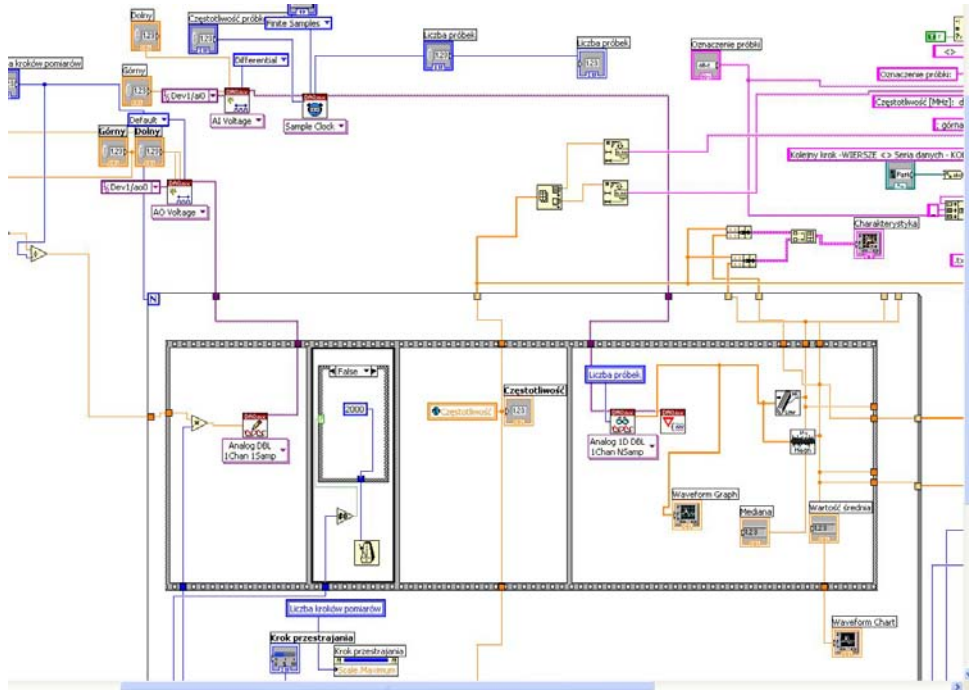 Dolny
Częstotliwość próbk
Finite Samples
Liczba próbek
Liczba próbek
Oznaczenie próbki
a kroków pomiarów
Górny
Differential
Oznaczenie próbki:
Dev1/ai0
AI Voltage
Sample Clock
Częstotliwość [MHz]: d
Default
górna
Górny
Dolny
Kolejny krok -WIERSZE <> Seria danych - KOL
Dev1/ao0
Path
AO Voltage
Charakterystyka
N
False
2000
Liczba próbek
Częstotliwość
Częstotliwość
Analog DBL
1Chan 1Samp
Analog 1D DBL
1Chan NSamp
Waveform Graph
Mediana
Wartość średnia
Liczba kroków pomiarów
Waveform Chart
Krok przestrajania
Krok przestrajania
Scale.Maximum